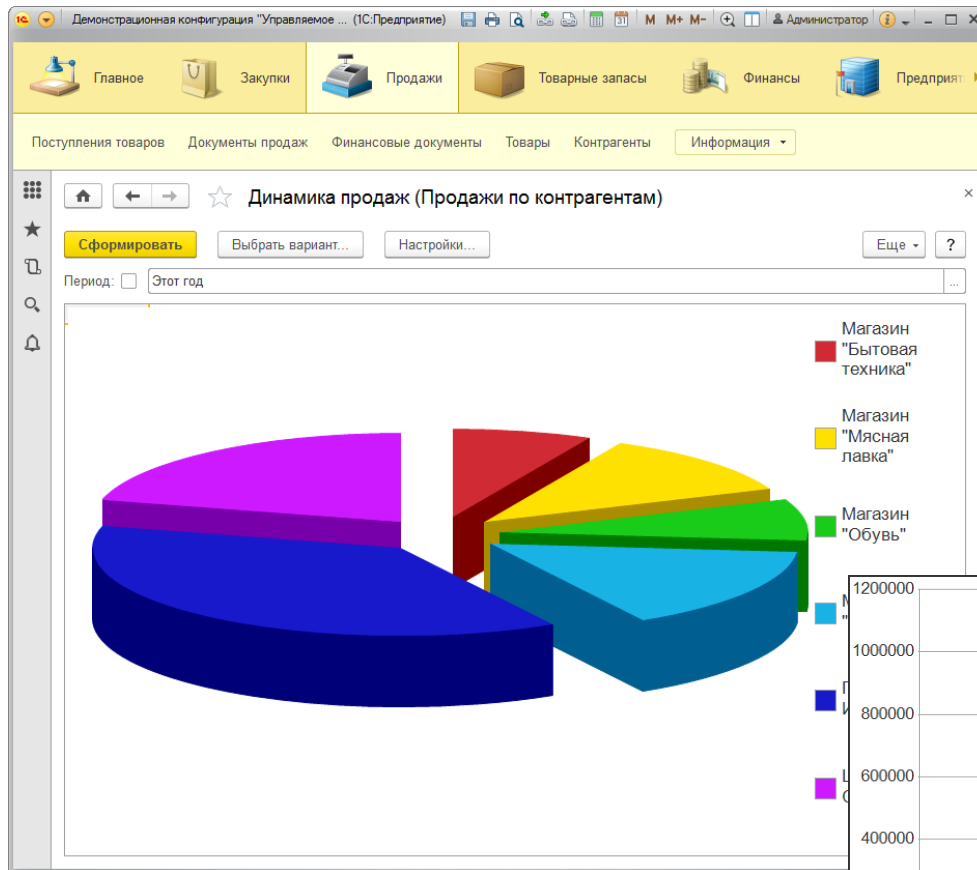 1С Демонстрационная конфигурация "Управляемое ... (1С:Предприятие) 31 M M+ M- Администратор i
Главное Закупки Продажи Товарные запасы Финансы
Поступления товаров Документы продаж Финансовые документы Товары Контрагенты Информация
Динамика продаж (Продажи по контрагентам)
Сформировать Выбрать вариант... Настройки... Еще ?
Период: Этот год ...
Магазин
"Бытовая
техника"
Магазин
"Мясная
лавка"
Магазин
"Обувь"
1200000
1000000
800000
600000
400000